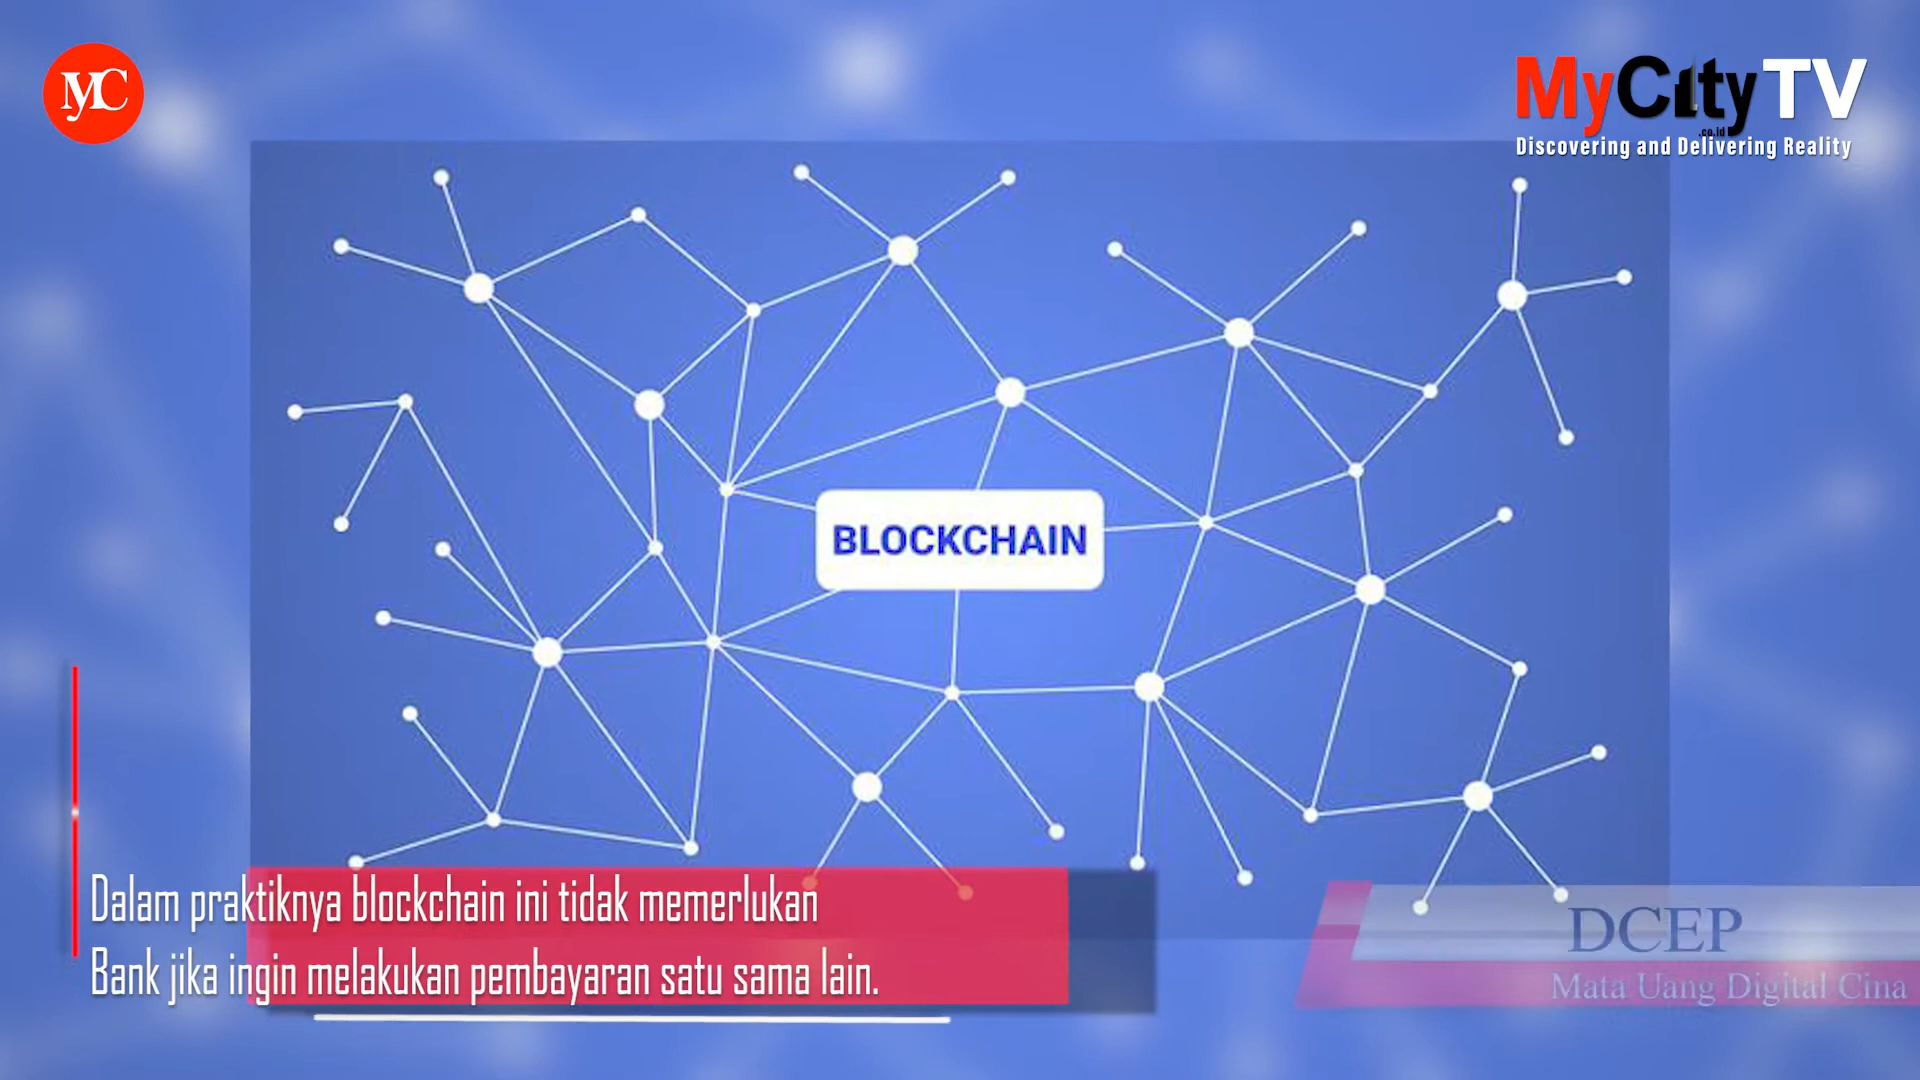 MC
MyCityTV
.co.id
Discovering and Delivering Reality
BLOCKCHAIN
Dalam praktiknya blockchain ini tidak memerlukan
Bank jika ingin melakukan pembayaran satu sama lain.
DCEP
Mata Uang Digital Cina